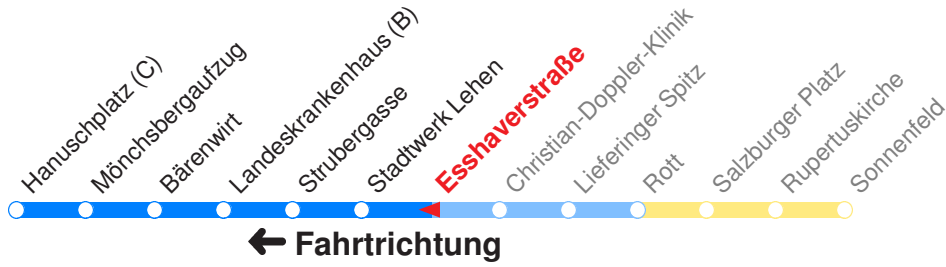 Hanuschplatz (C)
Mönchsbergaufzug
Bärenwirt
Landeskrankenhaus (B)
Strubergasse
Stadtwerk Lehen
Esshaverstraße
Christian-Doppler-Klinik
Lieferinger Spitz
Rott
Salzburger Platz
Rupertuskirche
Sonnenfeld
← Fahrtrichtung